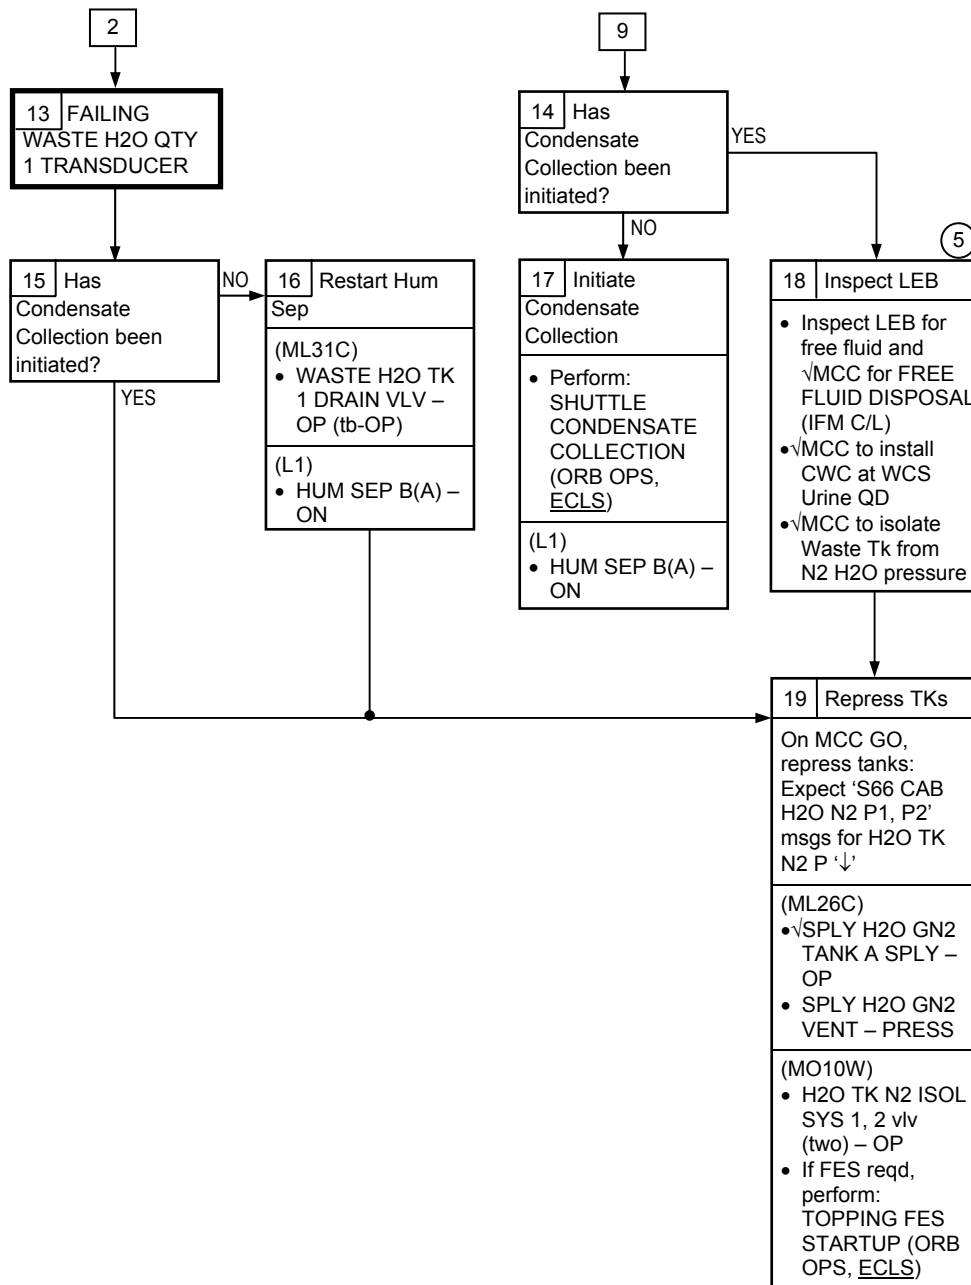 2
13 FAILING
WASTE H2O QTY
1 TRANSDUCER
15 Has
Condensate
Collection been
initiated?
NO
YES
16 Restart Hum
Sep
(ML31C)
• WASTE H2O TK
1 DRAIN VLV –
OP (tb-OP)
(L1)
• HUM SEP B(A) –
ON
9
14 Has
Condensate
Collection been
initiated?
YES
NO
17 Initiate
Condensate
Collection
• Perform:
SHUTTLE
CONDENSATE
COLLECTION
(ORB OPS,
ECLS)
(L1)
• HUM SEP B(A) –
ON
5
18 Inspect LEB
• Inspect LEB for
free fluid and
√MCC for FREE
FLUID DISPOSAL
(IFM C/L)
•√MCC to install
CWC at WCS
Urine QD
•√MCC to isolate
Waste Tk from
N2 H2O pressure
19 Repress TKs
On MCC GO,
repress tanks:
Expect ‘S66 CAB
H2O N2 P1, P2’
msgs for H2O TK
N2 P ‘↓’
(ML26C)
•√SPLY H2O GN2
TANK A SPLY –
OP
• SPLY H2O GN2
VENT – PRESS
(MO10W)
• H2O TK N2 ISOL
SYS 1, 2 vlv
(two) – OP
• If FES reqd,
perform:
TOPPING FES
STARTUP (ORB
OPS, ECLS)